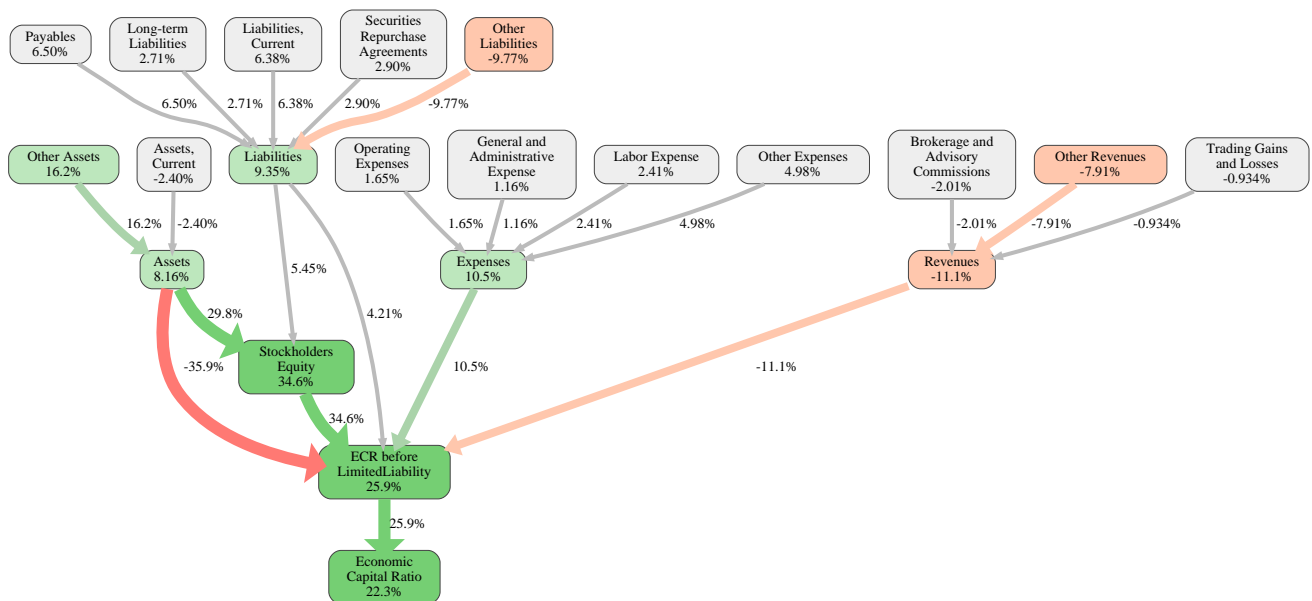 Payables
6.50%
Long-term
Liabilities
2.71%
Liabilities,
Current
6.38%
Securities
Repurchase
Agreements
2.90%
Other
Liabilities
-9.77%
6.50%
2.71%
6.38%
2.90%
-9.77%
Other Assets
16.2%
Assets,
Current
-2.40%
Liabilities
9.35%
Operating
Expenses
1.65%
General and
Administrative
Expense
1.16%
Labor Expense
2.41%
Other Expenses
4.98%
Brokerage and
Advisory
Commissions
-2.01%
Other Revenues
-7.91%
Trading Gains
and Losses
-0.934%
16.2%
-2.40%
1.65%
1.16%
2.41%
4.98%
-2.01%
-7.91%
-0.934%
Assets
8.16%
5.45%
Expenses
10.5%
Revenues
-11.1%
29.8%
4.21%
-35.9%
Stockholders
Equity
34.6%
10.5%
-11.1%
34.6%
ECR before
LimitedLiability
25.9%
25.9%
Economic
Capital Ratio
22.3%